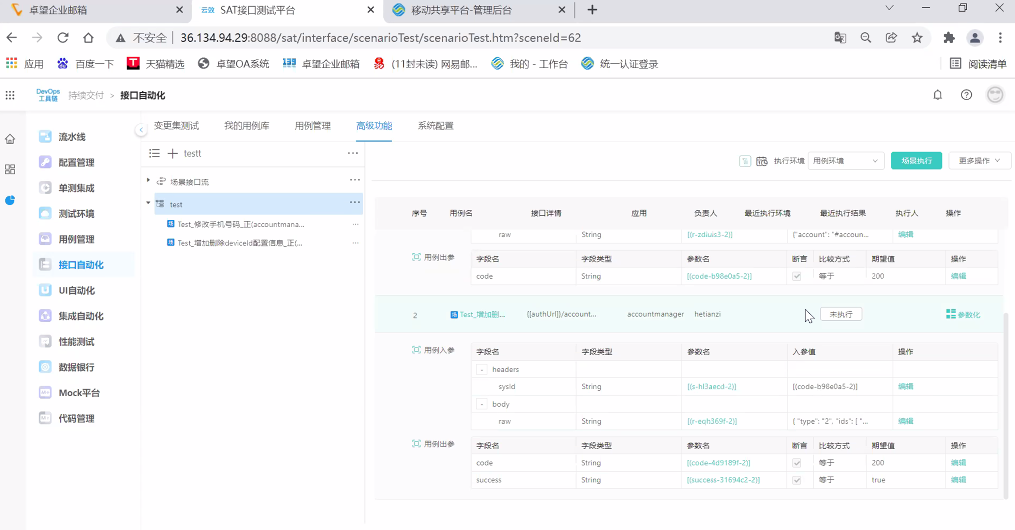 卓望企业邮箱
云效 SAT接口测试平台
移动共享平台-管理后台
不安全 36.134.94.29:8088/sat/interface/scenarioTest/scenarioTest.htm?sceneId=62
应用 百度一下 天猫精选 卓望OA系统 卓望企业邮箱 (11封未读) 网易邮... 我的 - 工作台 统一认证登录 阅读清单
DevOps 工具链 持续交付 > 接口自动化
流水线
配置管理
单测集成
测试环境
用例管理
接口自动化
UI自动化
集成自动化
性能测试
数据银行
Mock平台
代码管理
变更集测试 我的用例库 用例管理 高级功能 系统配置
testt
场景接口流
test
Test_修改手机号码_正(accountmana...
Test_增加删除deviceId配置信息_正(...
执行环境 用例环境 场景执行 更多操作
序号 用例名 接口详情 应用 负责人 最近执行环境 最近执行结果 执行人 操作
raw String {"account": "#accoun... 编辑
用例出参 字段名 字段类型 参数名 断言 比较方式 期望值 操作
code String [(code-b98e0a5-2)] 等于 200 编辑
2 Test_增加删... {{authUrl}}/account... accountmanager hetianzi 未执行 参数化
用例入参 字段名 字段类型 参数名 入参值 操作
- headers
sysId String [(s-hl3aecd-2)] [(code-b98e0a5-2)] 编辑
- body
raw String [(r-eqh369f-2)] { "type": "2". "ids": [ "... 编辑
用例出参 字段名 字段类型 参数名 断言 比较方式 期望值 操作
code String [(code-4d9189f-2)] 等于 200 编辑
success String [(success-31694c2-2)] 等于 true 编辑